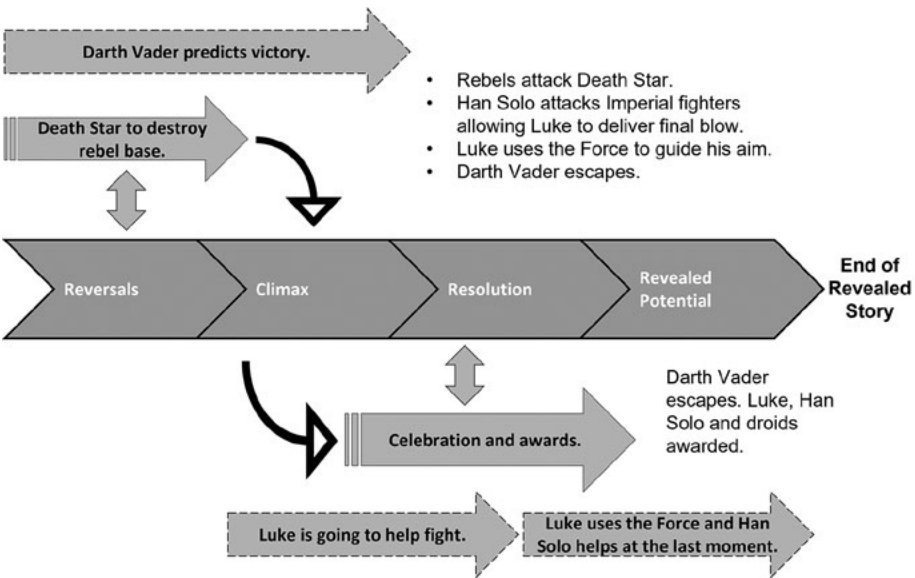 Darth Vader predicts victory.
Death Star to destroy
rebel base.
• Rebels attack Death Star.
• Han Solo attacks Imperial fighters
allowing Luke to deliver final blow.
• Luke uses the Force to guide his aim.
• Darth Vader escapes.
Reversals
Climax
Resolution
Revealed
Potential
End of
Revealed
Story
Celebration and awards.
Darth Vader
escapes. Luke, Han
Solo and droids
awarded.
Luke is going to help fight.
Luke uses the Force and Han
Solo helps at the last moment.